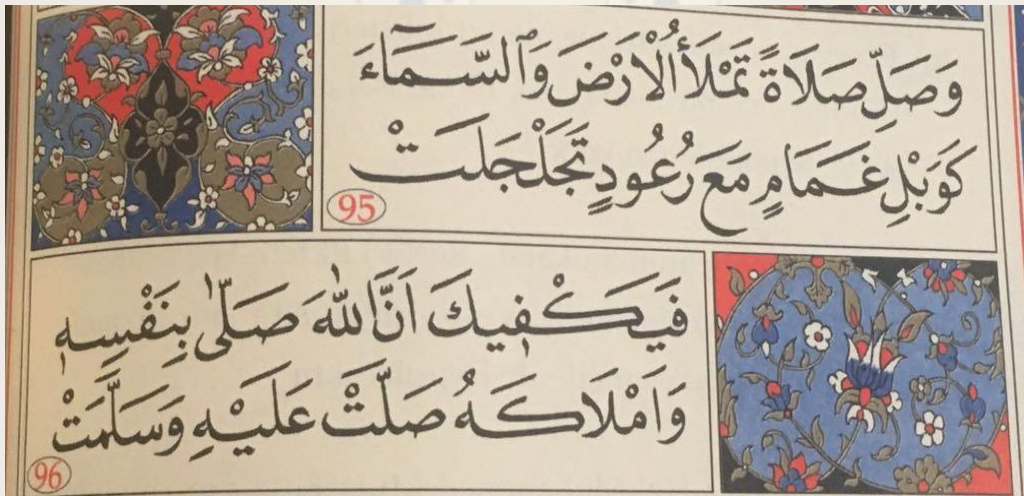 وَصَلِّ صَلَاةً تَمْلَأُ الْاَرْضَ وَالسَّمَٓاءَ
كَوَبْلِ غَمَامٍ مَعَ رُعُودٍ تَجَلْجَلَتْ
95
فَيَكْفِيكَ اَنَّ اللّٰهَ صَلّٰى بِنَفْسِهِ
وَاَمْلَاكَهُ صَلَّتْ عَلَيْهِ وَسَلَّمَتْ
96